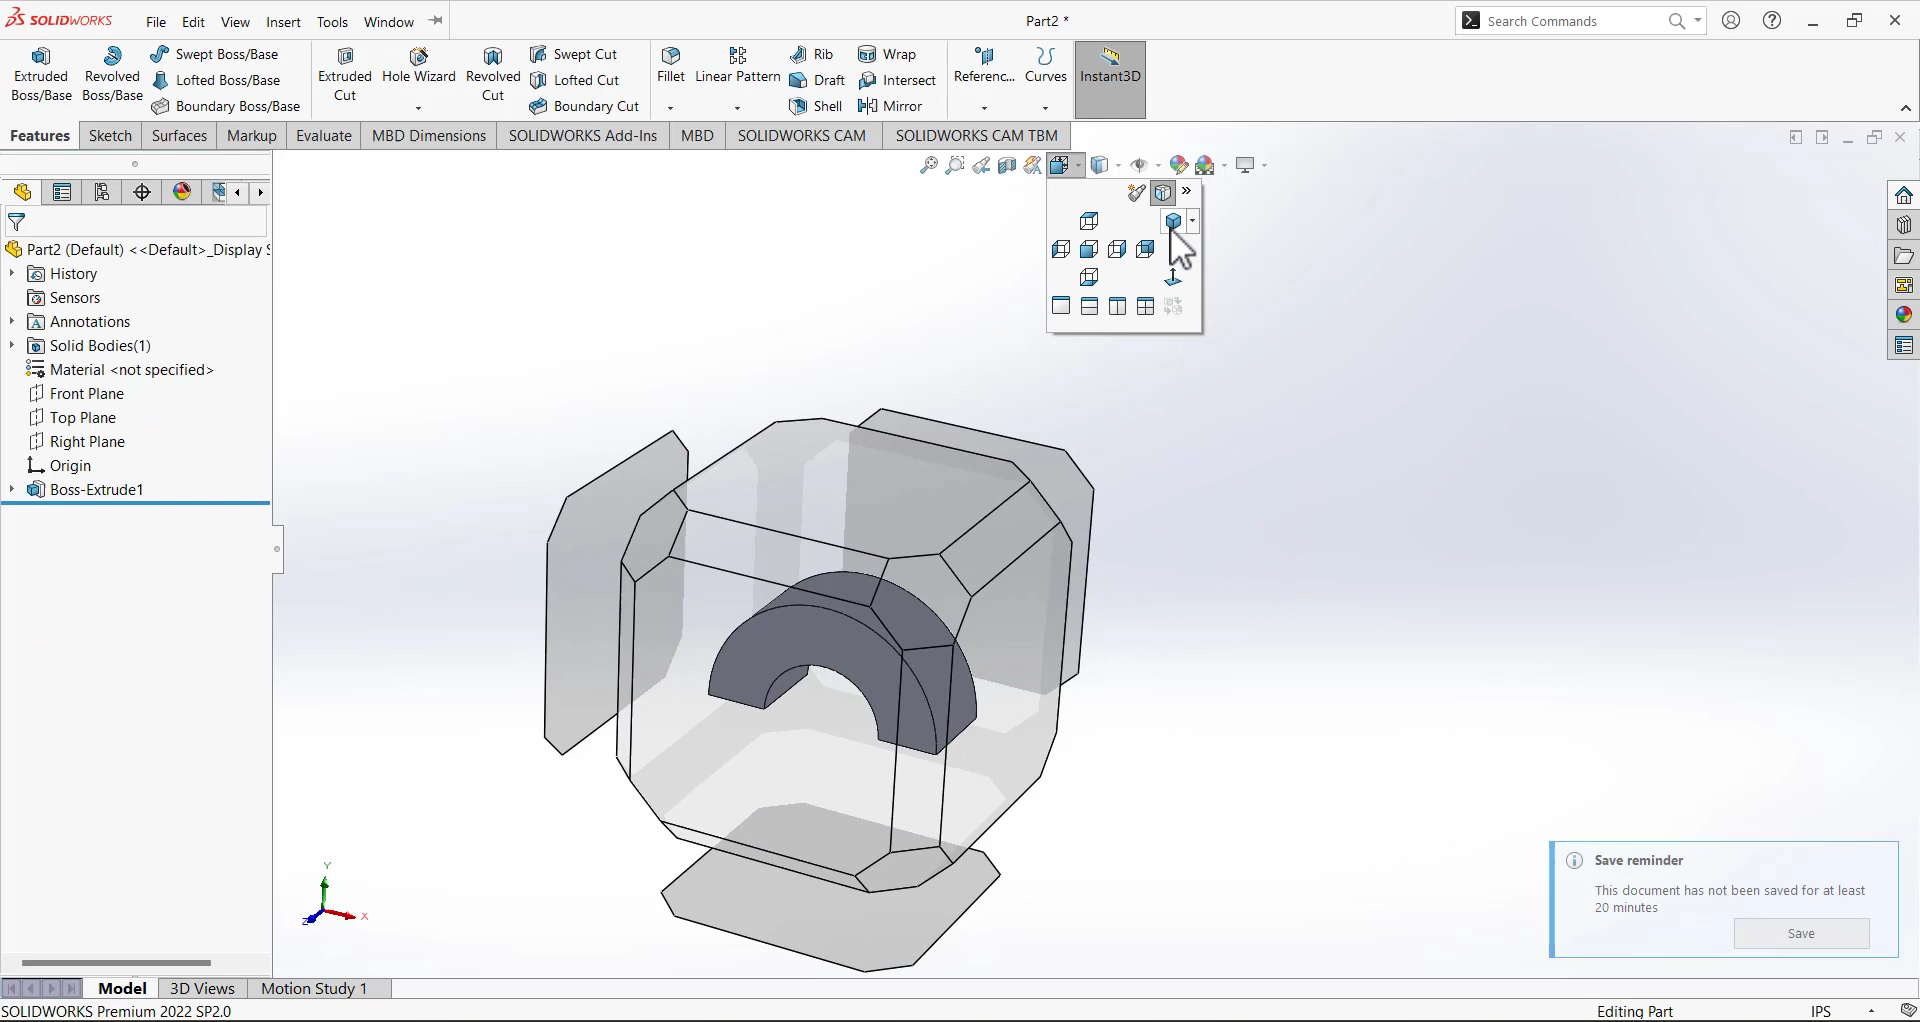 SOLIDWORKS File Edit View Insert Tools Window Part2 * Search Commands
Extruded Boss/Base
Revolved Boss/Base
Swept Boss/Base
Lofted Boss/Base
Boundary Boss/Base
Extruded Cut
Hole Wizard
Revolved Cut
Swept Cut
Lofted Cut
Boundary Cut
Fillet
Linear Pattern
Rib
Draft
Shell
Wrap
Intersect
Mirror
Referenc...
Curves
Instant3D
Features Sketch Surfaces Markup Evaluate MBD Dimensions SOLIDWORKS Add-Ins MBD SOLIDWORKS CAM SOLIDWORKS CAM TBM
Part2 (Default) <<Default>_Display S
History
Sensors
Annotations
Solid Bodies(1)
Material <not specified>
Front Plane
Top Plane
Right Plane
Origin
Boss-Extrude1
Y
X
Z
Save reminder
This document has not been saved for at least
20 minutes
Save
Model 3D Views Motion Study 1
SOLIDWORKS Premium 2022 SP2.0 Editing Part IPS